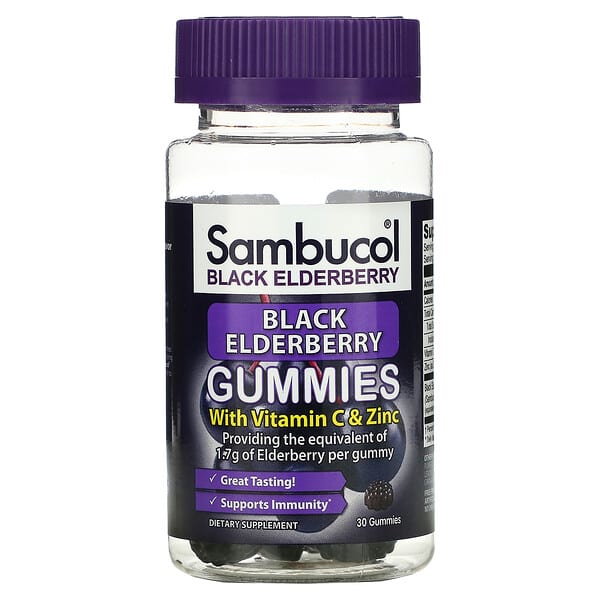 Sambucol®
BLACK ELDERBERRY
BLACK
ELDERBERRY
GUMMIES
With Vitamin C & Zinc
Providing the equivalent of
1.7g of Elderberry per gummy
✓ Great Tasting!
✓ Supports Immunity*
DIETARY SUPPLEMENT
30 Gummies